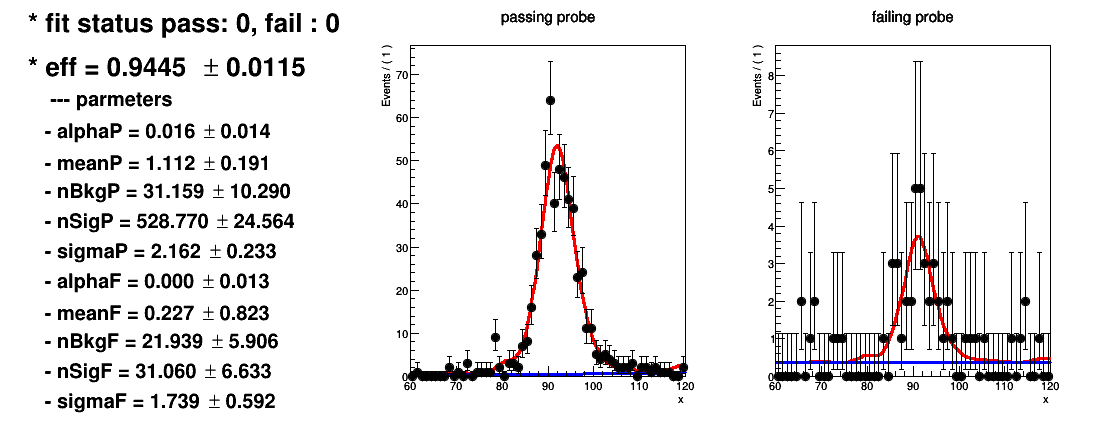 * fit status pass: 0, fail : 0
* eff = 0.9445 ± 0.0115
--- parmeters
- alphaP = 0.016 ± 0.014
- meanP = 1.112 ± 0.191
- nBkgP = 31.159 ± 10.290
- nSigP = 528.770 ± 24.564
- sigmaP = 2.162 ± 0.233
- alphaF = 0.000 ± 0.013
- meanF = 0.227 ± 0.823
- nBkgF = 21.939 ± 5.906
- nSigF = 31.060 ± 6.633
- sigmaF = 1.739 ± 0.592
passing probe
Events / ( 1 )
70
60
50
40
30
20
10
0
60 70 80 90 100 110 120
x
failing probe
Events / ( 1 )
8
7
6
5
4
3
2
1
0
60 70 80 90 100 110 120
x